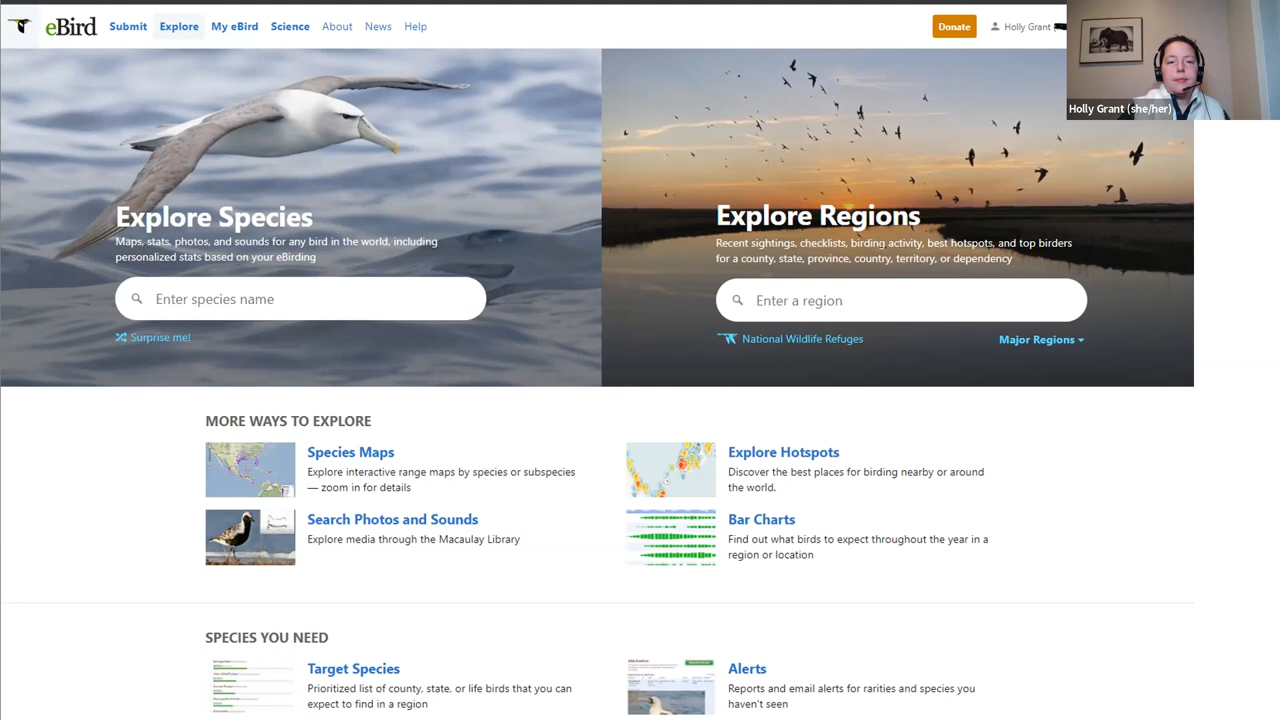 eBird Submit Explore My eBird Science About News Help Donate Holly Grant
Holly Grant (she/her)
Explore Species
Maps, stats, photos, and sounds for any bird in the world, including
personalized stats based on your eBirding
Enter species name
Surprise me!
Explore Regions
Recent sightings, checklists, birding activity, best hotspots, and top birders
for a county, state, province, country, territory, or dependency
Enter a region
National Wildlife Refuges
Major Regions
MORE WAYS TO EXPLORE
Species Maps
Explore interactive range maps by species or subspecies
— zoom in for details
Explore Hotspots
Discover the best places for birding nearby or around
the world.
Search Photos and Sounds
Explore media through the Macaulay Library
Bar Charts
Find out what birds to expect throughout the year in a
region or location
SPECIES YOU NEED
Target Species
Prioritized list of county, state, or life birds that you can
expect to find in a region
Alerts
Reports and email alerts for rarities and species you
haven't seen